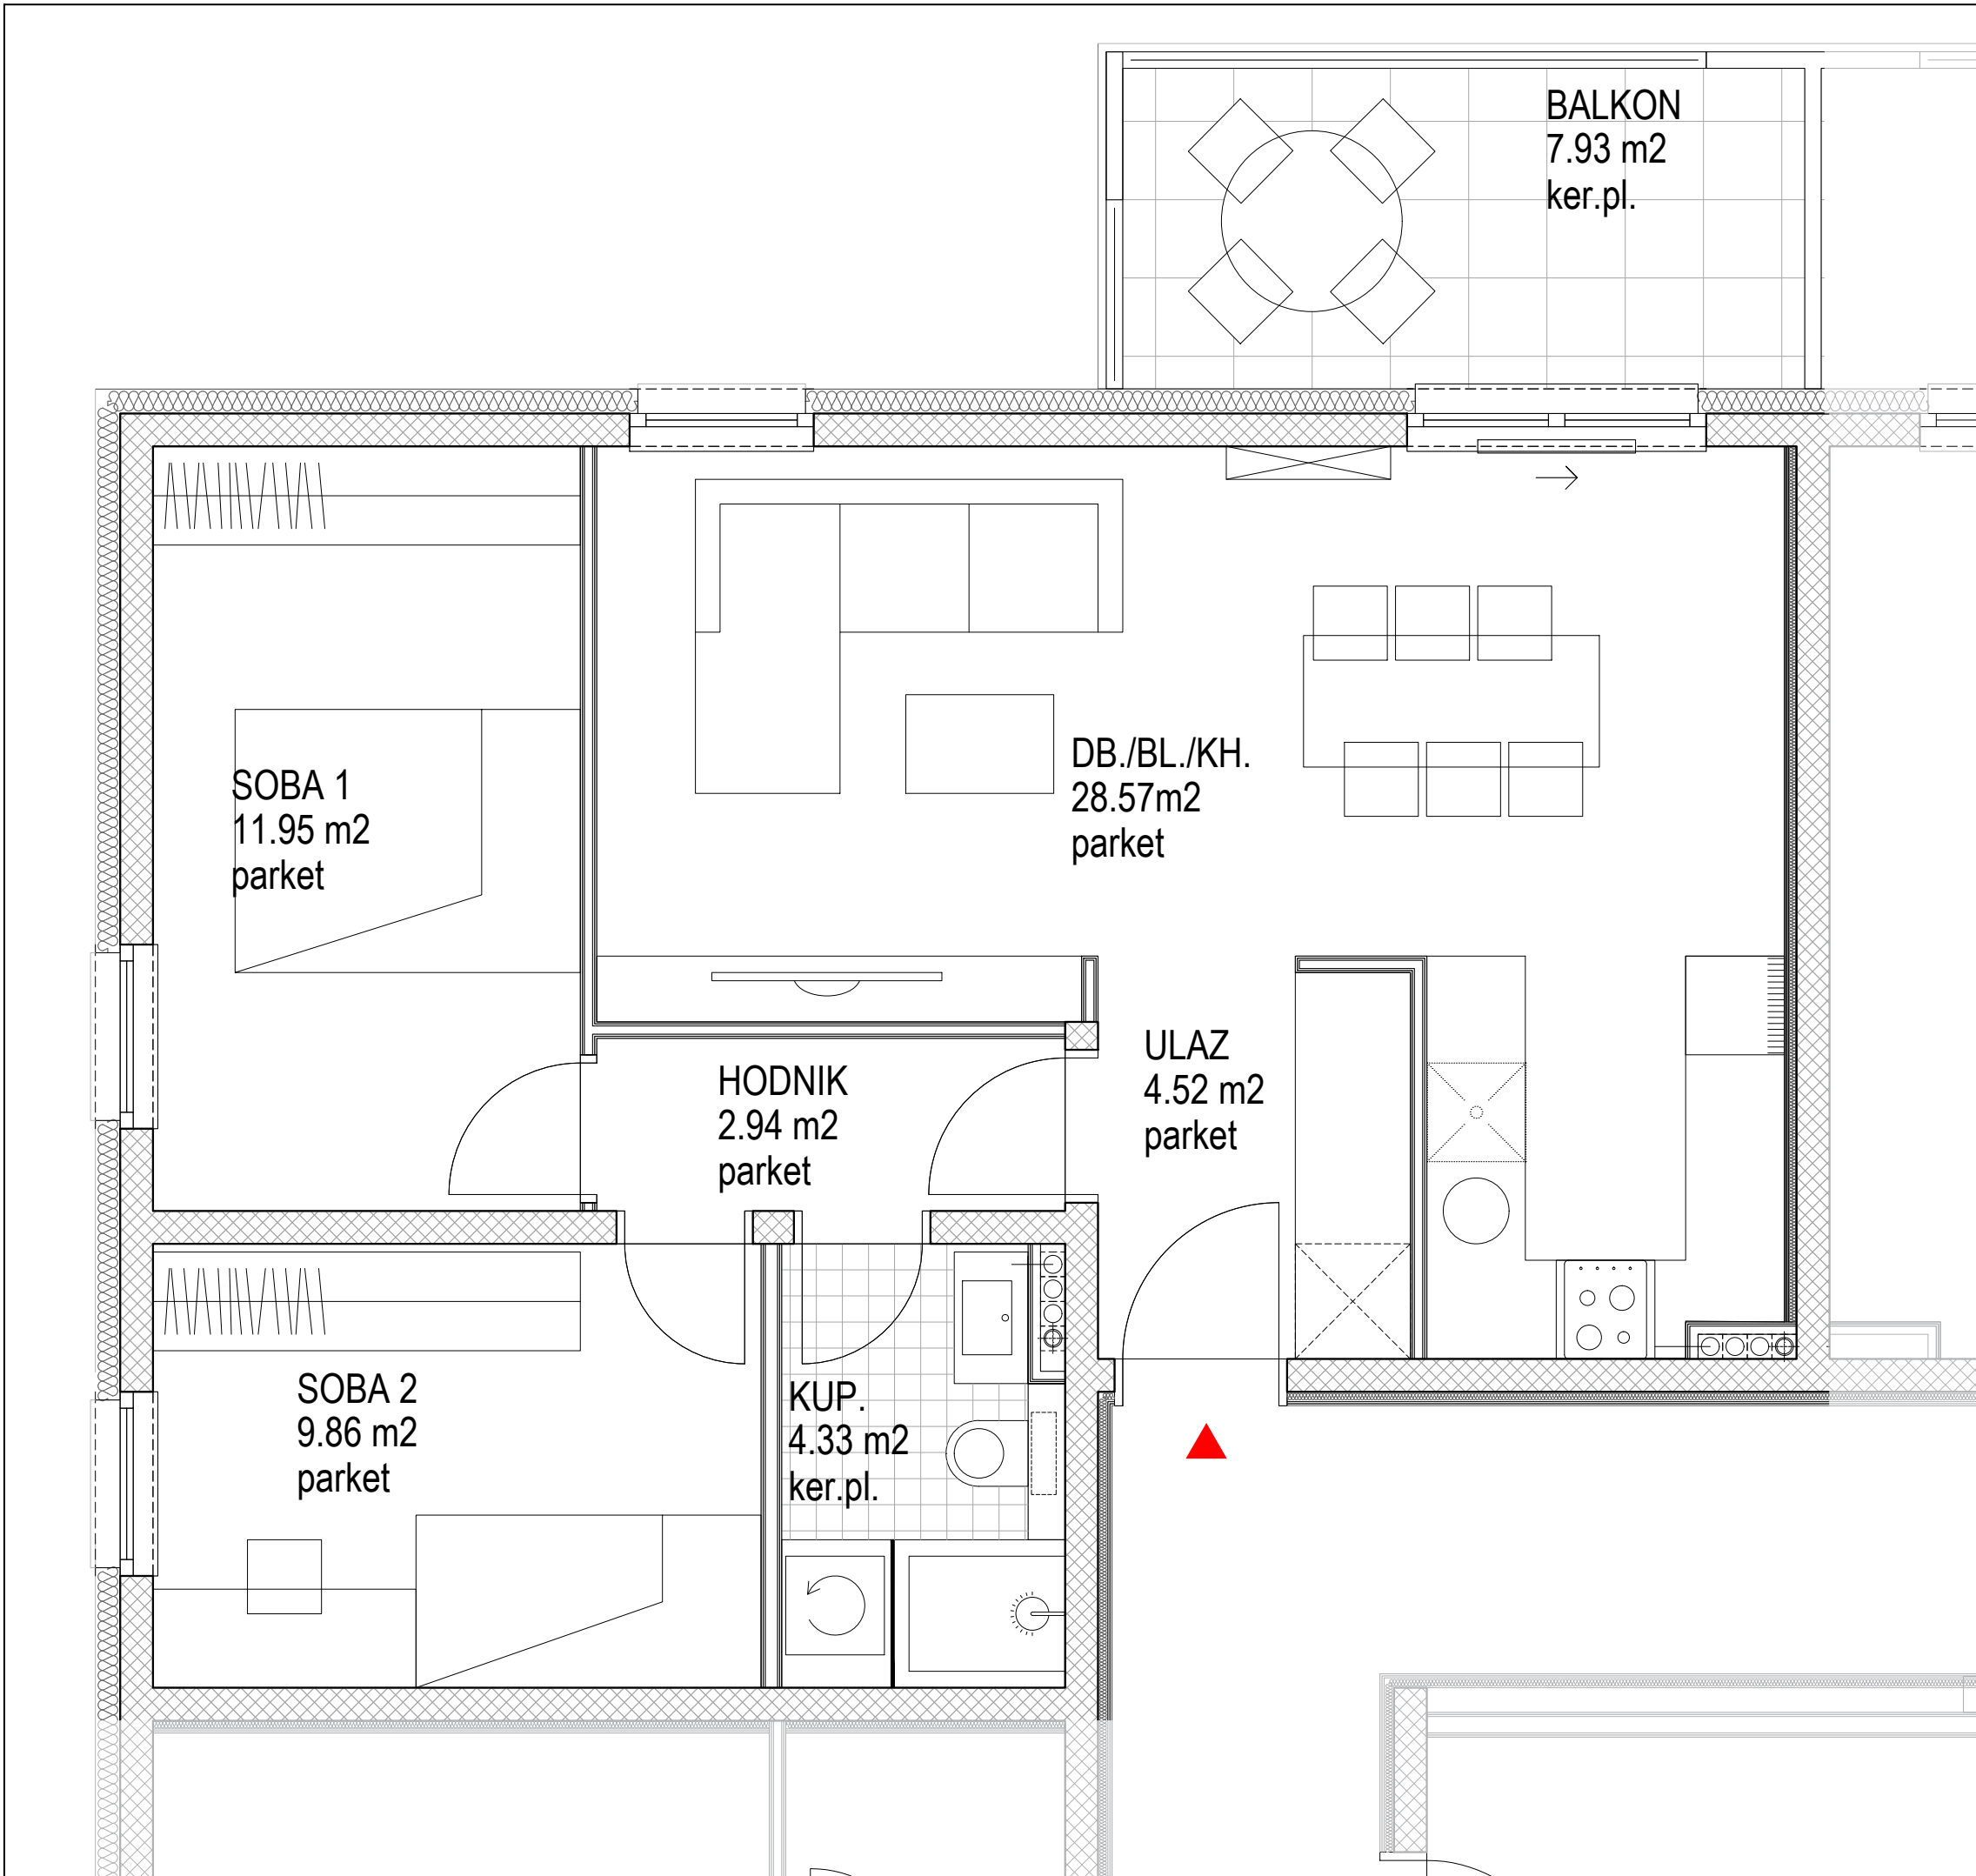 BALKON
7.93 m2
ker.pl.
DB./BL./KH.
28.57m2
parket
SOBA 1
11.95 m2
parket
ULAZ
4.52 m2
parket
HODNIK
2.94 m2
parket
SOBA 2
9.86 m2
parket
KUP.
4.33 m2
ker.pl.